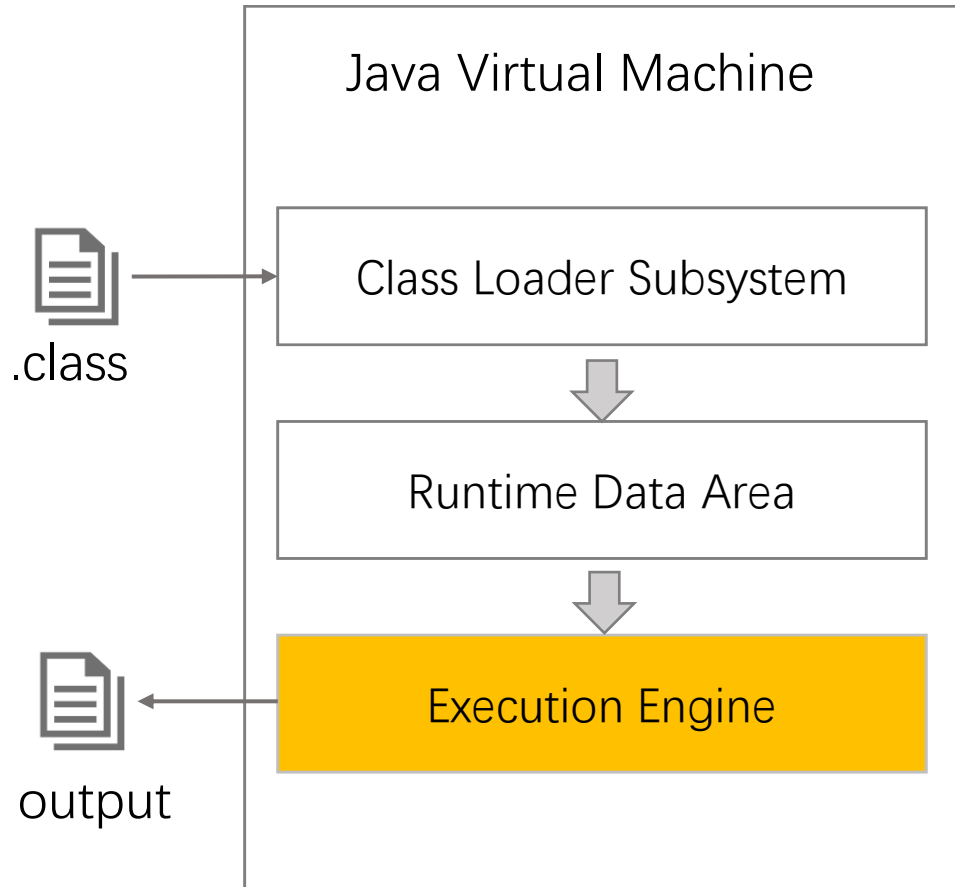 Java Virtual Machine
Class Loader Subsystem
.class
Runtime Data Area
Execution Engine
output